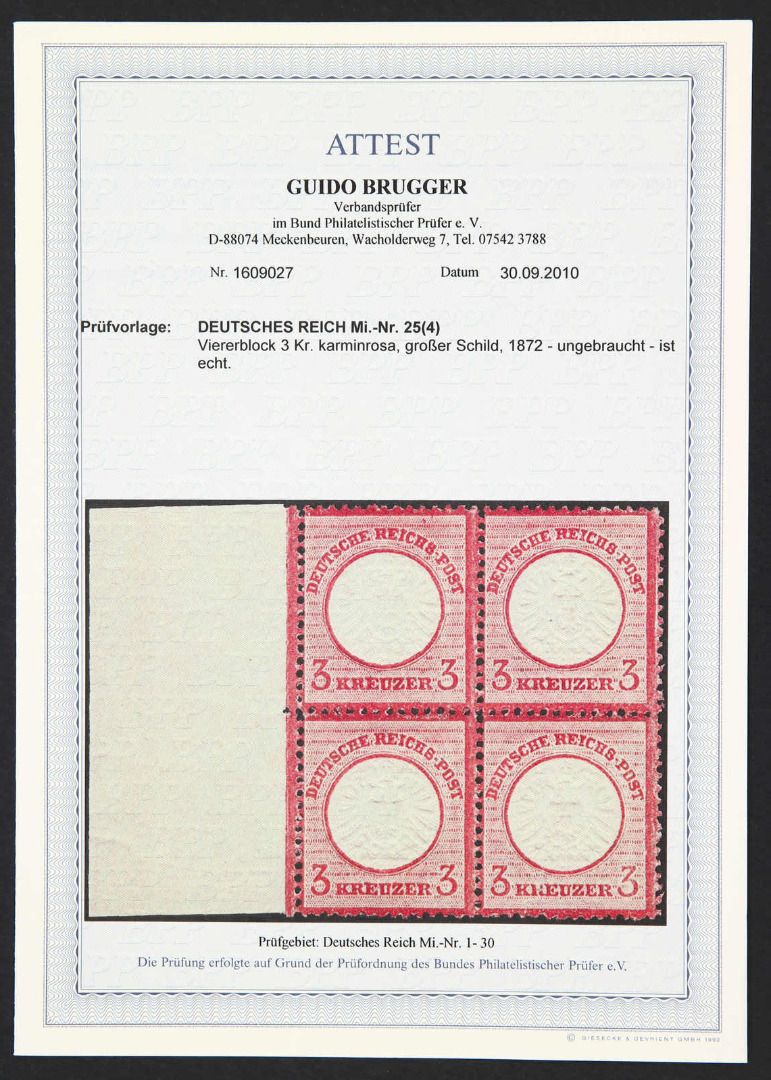 ATTEST
GUIDO BRUGGER
Verbandsprüfer
im Bund Philatelistischer Prüfer e. V.
D-88074 Meckenbeuren, Wacholderweg 7, Tel. 07542 3788
Nr. 1609027 Datum 30.09.2010
Prüfvorlage: DEUTSCHES REICH Mi.-Nr. 25(4)
Viererblock 3 Kr. karminrosa, großer Schild, 1872 - ungebraucht - ist
echt.
DEUTSCHE REICHS-POST DEUTSCHE REICHS-POST
3 KREUZER 3 3 KREUZER 3
DEUTSCHE REICHS-POST DEUTSCHE REICHS-POST
3 KREUZER 3 3 KREUZER 3
Prüfgebiet: Deutsches Reich Mi.-Nr. 1- 30
Die Prüfung erfolgte auf Grund der Prüfordnung des Bundes Philatelistischer Prüfer e.V.
© GIESECKE & DEVRIENT GMBH 1992